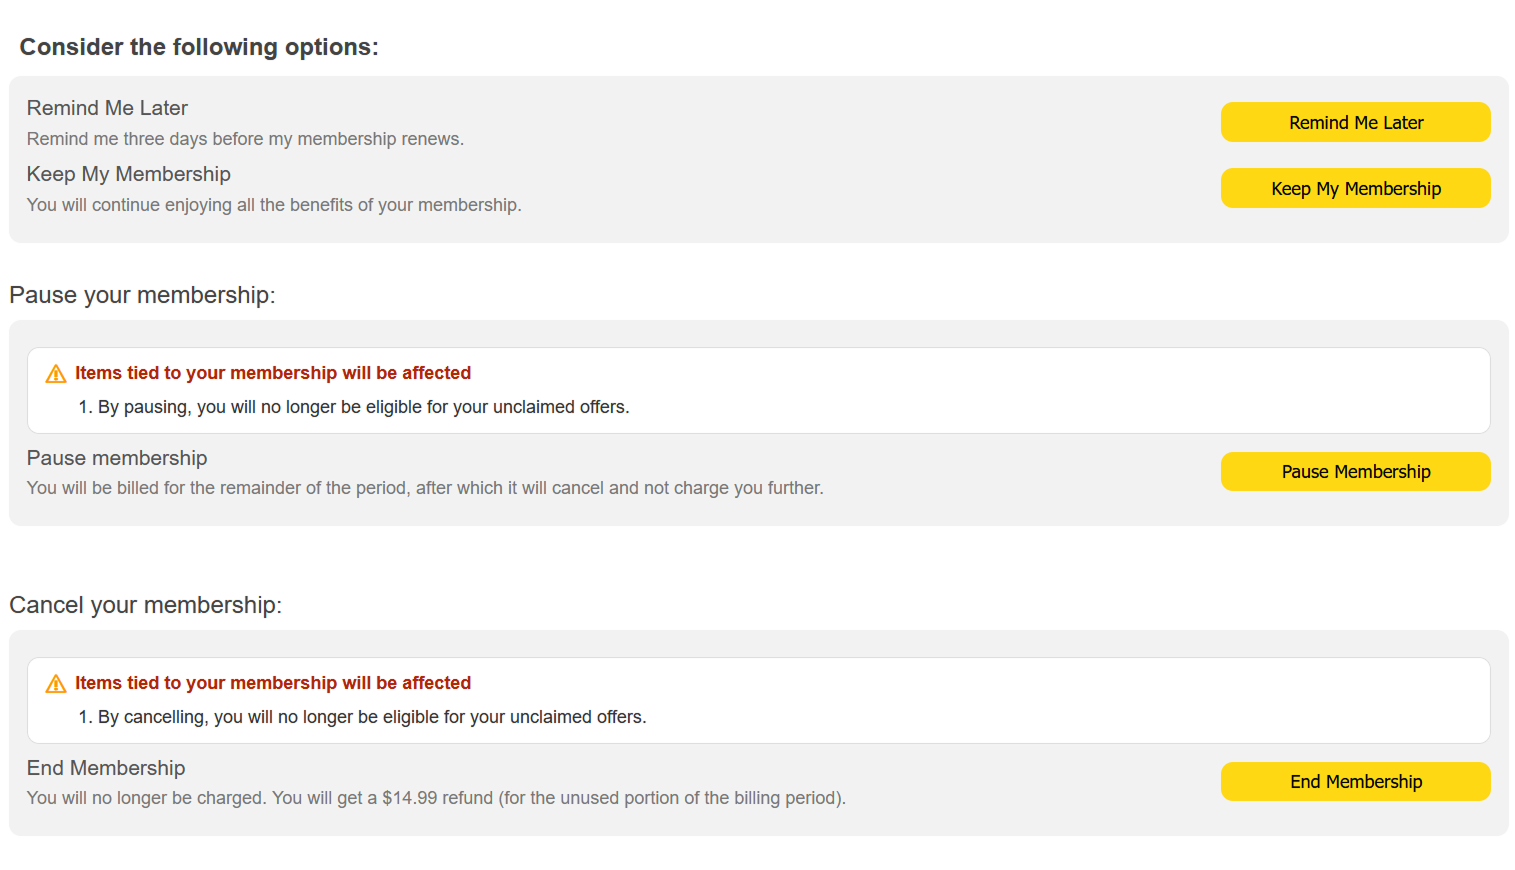 Consider the following options:
Remind Me Later
Remind Me Later
Remind me three days before my membership renews.
Keep My Membership
Keep My Membership
You will continue enjoying all the benefits of your membership.
Pause your membership:
Items tied to your membership will be affected
1. By pausing, you will no longer be eligible for your unclaimed offers.
Pause membership
Pause Membership
You will be billed for the remainder of the period, after which it will cancel and not charge you further.
Cancel your membership:
Items tied to your membership will be affected
1. By cancelling, you will no longer be eligible for your unclaimed offers.
End Membership
End Membership
You will no longer be charged. You will get a $14.99 refund (for the unused portion of the billing period).